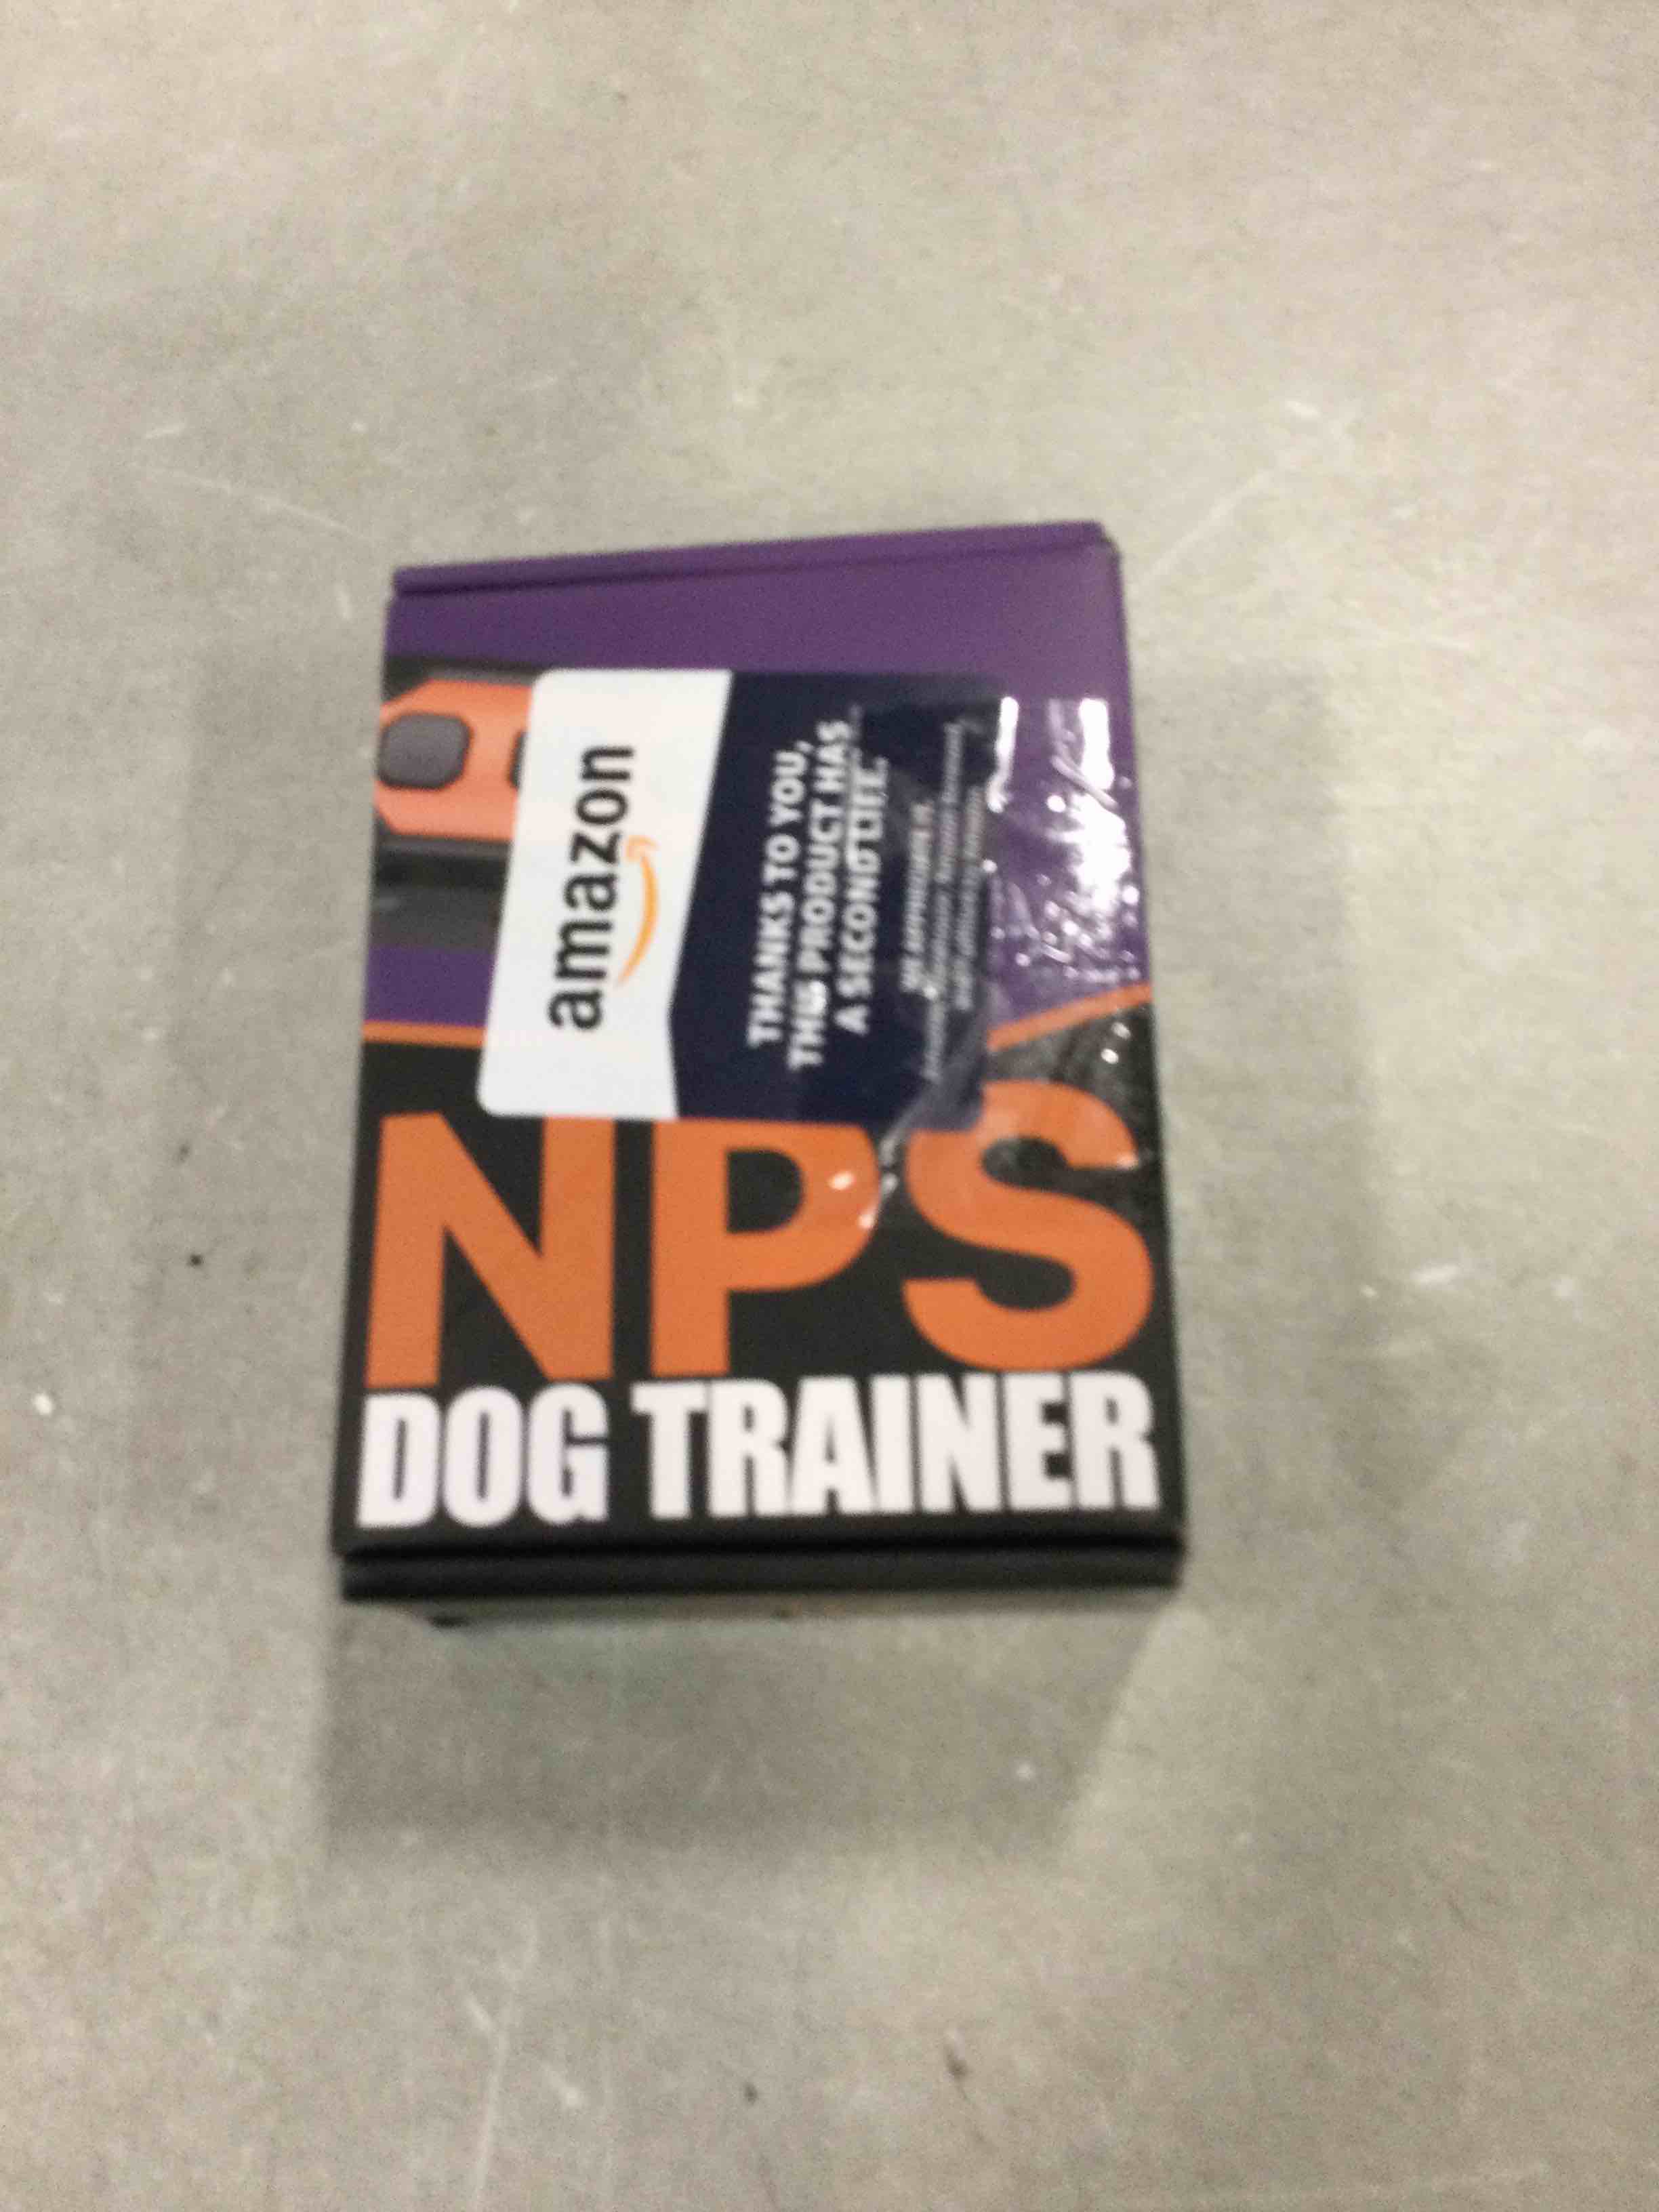 amazon
THANKS TO YOU,
THIS PRODUCT HAS
A SECOND LIFE.
NPS
DOG TRAINER